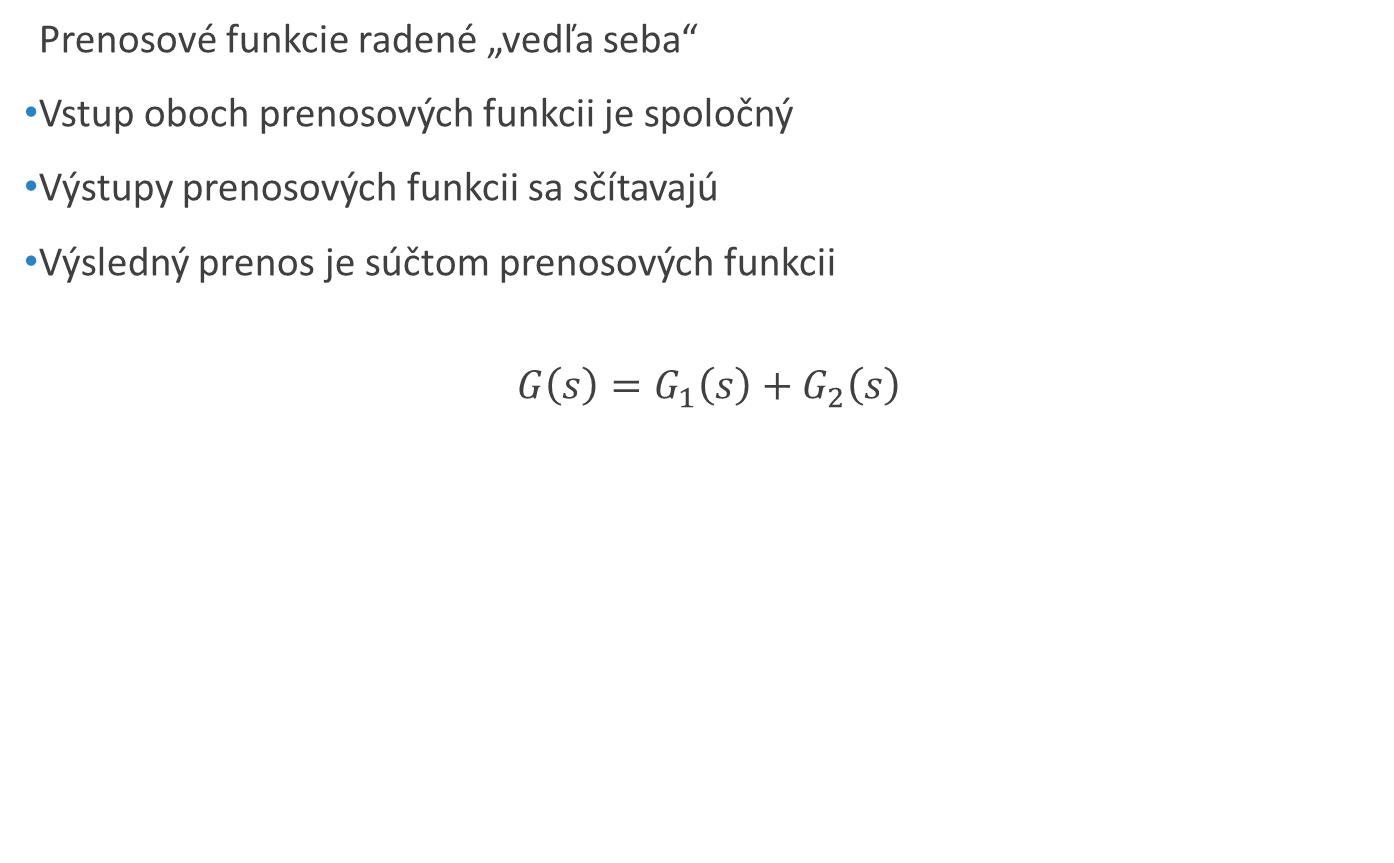 Prenosové funkcie radené „vedľa seba“
•Vstup oboch prenosových funkcii je spoločný
•Výstupy prenosových funkcii sa sčítavajú
•Výsledný prenos je súčtom prenosových funkcii
𝐺(𝑠) = 𝐺₁(𝑠) + 𝐺₂(𝑠)